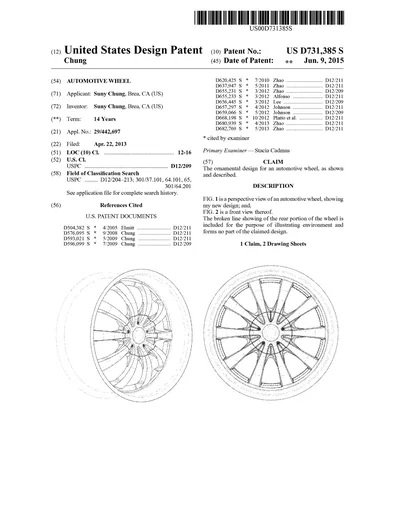 US00D731385S
(12) United States Design Patent
Chung
(10) Patent No.: US D731,385 S
(45) Date of Patent: ** Jun. 9, 2015
(54) AUTOMOTIVE WHEEL
(71) Applicant: Suny Chung, Brea, CA (US)
(72) Inventor: Suny Chung, Brea, CA (US)
(**) Term: 14 Years
(21) Appl. No.: 29/442,697
(22) Filed: Apr. 22, 2013
(51) LOC (10) Cl. 12-16
(52) U.S. Cl.
USPC D12/209
(58) Field of Classification Search
USPC D12/204-213; 301/37.101, 64.101, 65,
301/64.201
See application file for complete search history.
(56) References Cited
U.S. PATENT DOCUMENTS
D504,382 S * 4/2005 D12/211
D576,095 S * 9/2008 Chung D12/211
D593,021 S * 5/2009 Chung D12/211
D596,099 S * 7/2009 Chung D12/209
D620,425 S * 7/2010 Zhao D12/211
D637,947 S * 5/2011 Zhao D12/211
D655,231 S * 3/2012 Zhao D12/209
D655,233 S * 3/2012 Alfonso D12/211
D656,445 S * 3/2012 Lee D12/209
D657,297 S * 4/2012 Johnson D12/211
D659,066 S * 5/2012 Johnson D12/209
D668,198 S * 10/2012 Platto et al. D12/211
D680,939 S * 4/2013 Zhao D12/211
D682,769 S * 5/2013 Zhao D12/211
* cited by examiner
Primary Examiner — Stacia Cadmus
(57) CLAIM
The ornamental design for an automotive wheel, as shown
and described.
DESCRIPTION
FIG. 1 is a perspective view of an automotive wheel, showing
my new design; and,
FIG. 2 is a front view thereof.
The broken line showing of the rear portion of the wheel is
included for the purpose of illustrating environment and
forms no part of the claimed design.
1 Claim, 2 Drawing Sheets